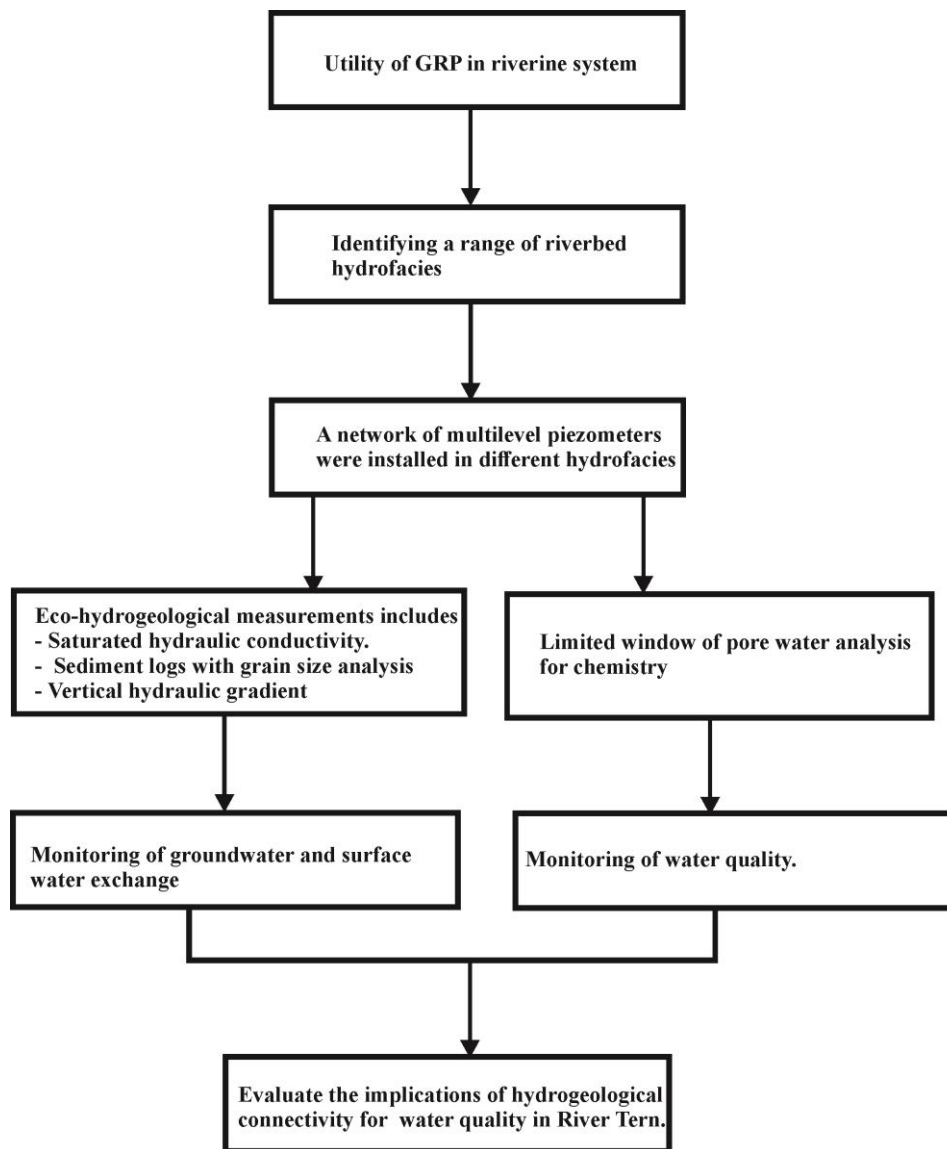 Utility of GRP in riverine system
Identifying a range of riverbed
hydrofacies
A network of multilevel piezometers
were installed in different hydrofacies
Eco-hydrogeological measurements includes
- Saturated hydraulic conductivity.
- Sediment logs with grain size analysis
- Vertical hydraulic gradient
Limited window of pore water analysis
for chemistry
Monitoring of groundwater and surface
water exchange
Monitoring of water quality.
Evaluate the implications of hydrogeological
connectivity for water quality in River Tern.